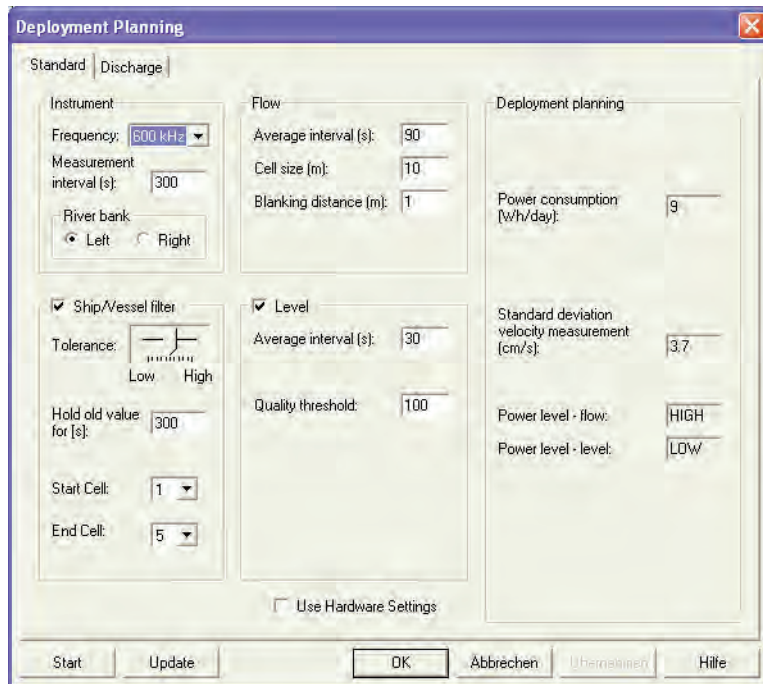 Deployment Planning
Standard
Discharge
Instrument
Frequency: 600 kHz
Measurement
interval (s): 300
River bank
Left
Right
Flow
Average interval (s): 90
Cell size (m): 10
Blanking distance (m): 1
Deployment planning
Power consumption
(Wh/day): 9
Standard deviation
velocity measurement
(cm/s): 3.7
Power level - flow: HIGH
Power level - level: LOW
Ship/Vessel filter
Tolerance:
Low High
Hold old value
for [s]: 300
Start Cell: 1
End Cell: 5
Level
Average interval (s): 30
Quality threshold: 100
Use Hardware Settings
Start
Update
OK
Abbrechen
Übernehmen
Hilfe